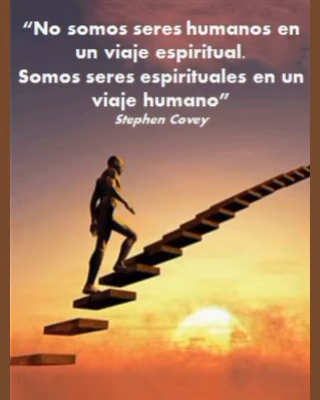 “No somos seres humanos en
un viaje espiritual.
Somos seres espirituales en un
viaje humano”
Stephen Covey